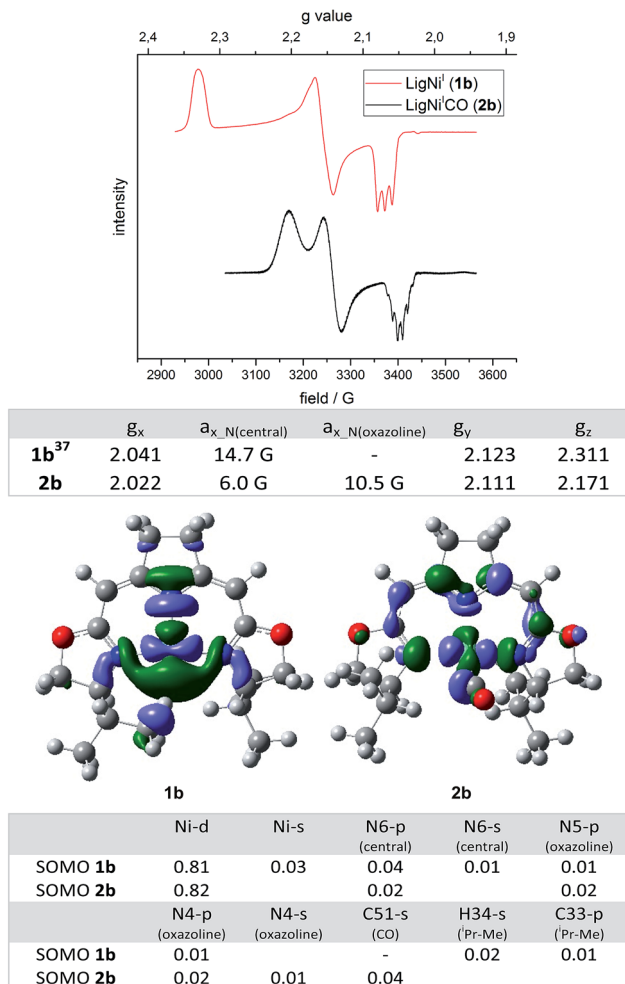 g value
2,4 2,3 2,2 2,1 2,0 1,9
LigNiᴵ (1b)
LigNiᴵCO (2b)
intensity
2900 3000 3100 3200 3300 3400 3500 3600
field / G
gx ax_N(central) ax_N(oxazoline) gy gz
1b³⁷ 2.041 14.7 G - 2.123 2.311
2b 2.022 6.0 G 10.5 G 2.111 2.171
1b 2b
Ni-d Ni-s N6-p N6-s N5-p
(central) (central) (oxazoline)
SOMO 1b 0.81 0.03 0.04 0.01 0.01
SOMO 2b 0.82 0.02 0.02
N4-p N4-s C51-s H34-s C33-p
(oxazoline) (oxazoline) (CO) (ⁱPr-Me) (ⁱPr-Me)
SOMO 1b 0.01 - 0.02 0.01
SOMO 2b 0.02 0.01 0.04